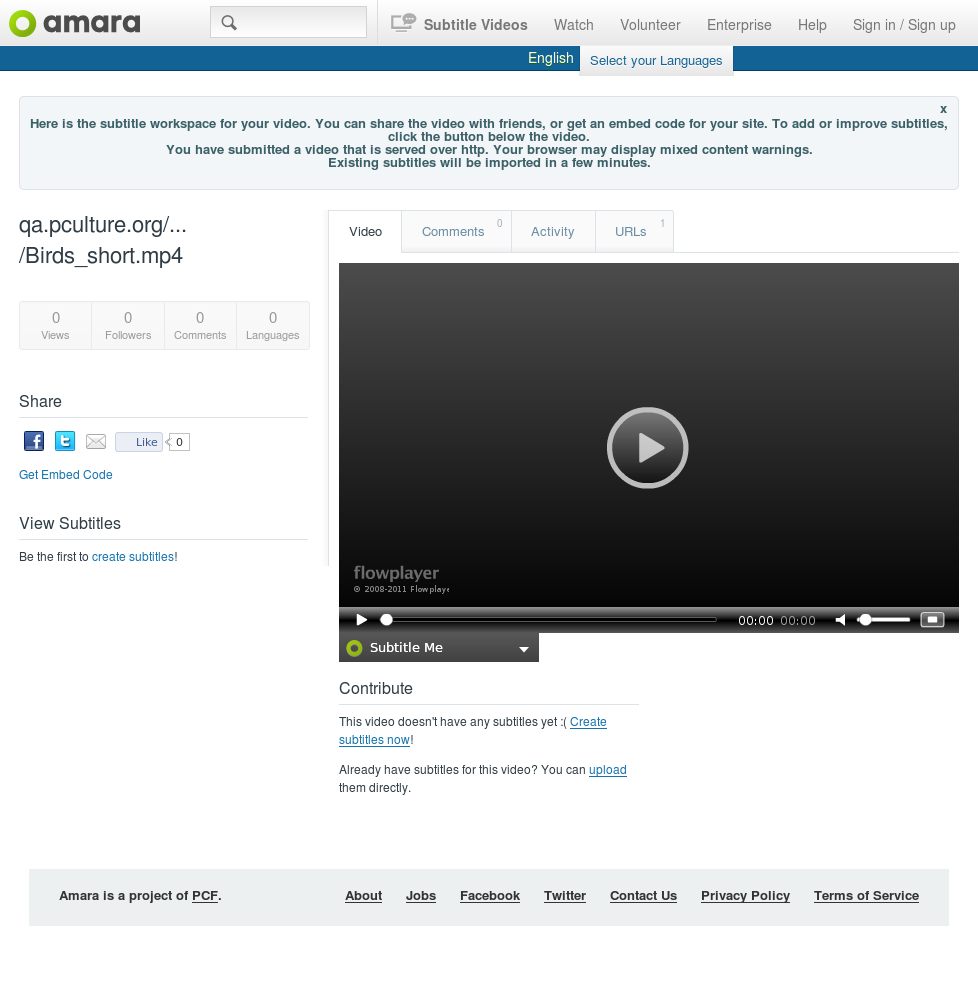 amara
Subtitle Videos Watch Volunteer Enterprise Help Sign in / Sign up
English Select your Languages
x
Here is the subtitle workspace for your video. You can share the video with friends, or get an embed code for your site. To add or improve subtitles,
click the button below the video.
You have submitted a video that is served over http. Your browser may display mixed content warnings.
Existing subtitles will be imported in a few minutes.
qa.pculture.org/...
/Birds_short.mp4
0 0 0 0
Views Followers Comments Languages
Share
Like 0
Get Embed Code
View Subtitles
Be the first to create subtitles!
Video Comments 0 Activity URLs 1
flowplayer
© 2008-2011 Flowplaye
00:00 00:00
Subtitle Me
Contribute
This video doesn't have any subtitles yet :( Create
subtitles now!
Already have subtitles for this video? You can upload
them directly.
Amara is a project of PCF. About Jobs Facebook Twitter Contact Us Privacy Policy Terms of Service